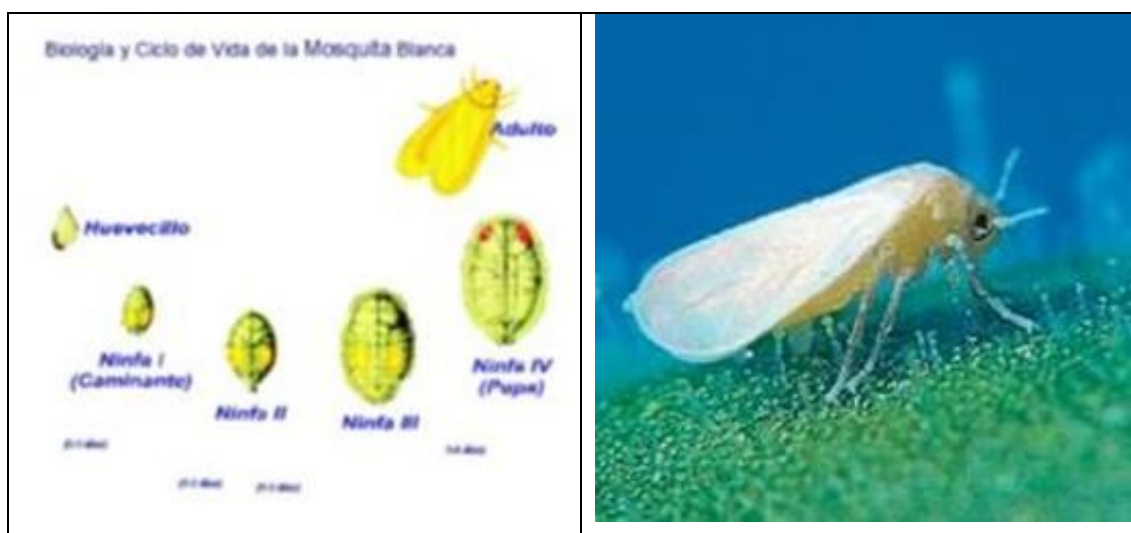 Biología y Ciclo de Vida de la Mosquita Blanca
Adulto
Huevecillo
Ninfa I
(Caminante)
Ninfa II
Ninfa III
Ninfa IV
(Pupa)